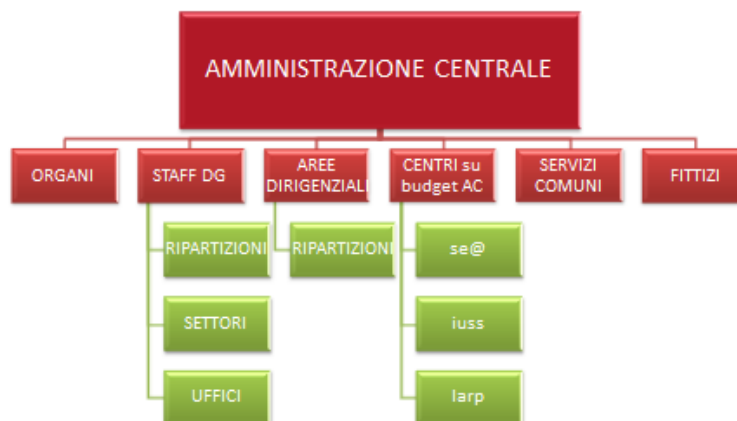 AMMINISTRAZIONE CENTRALE
ORGANI
STAFF DG
AREE
DIRIGENZIALI
CENTRI su
budget AC
SERVIZI
COMUNI
FITTIZI
RIPARTIZIONI
RIPARTIZIONI
se@
SETTORI
iuss
UFFICI
larp